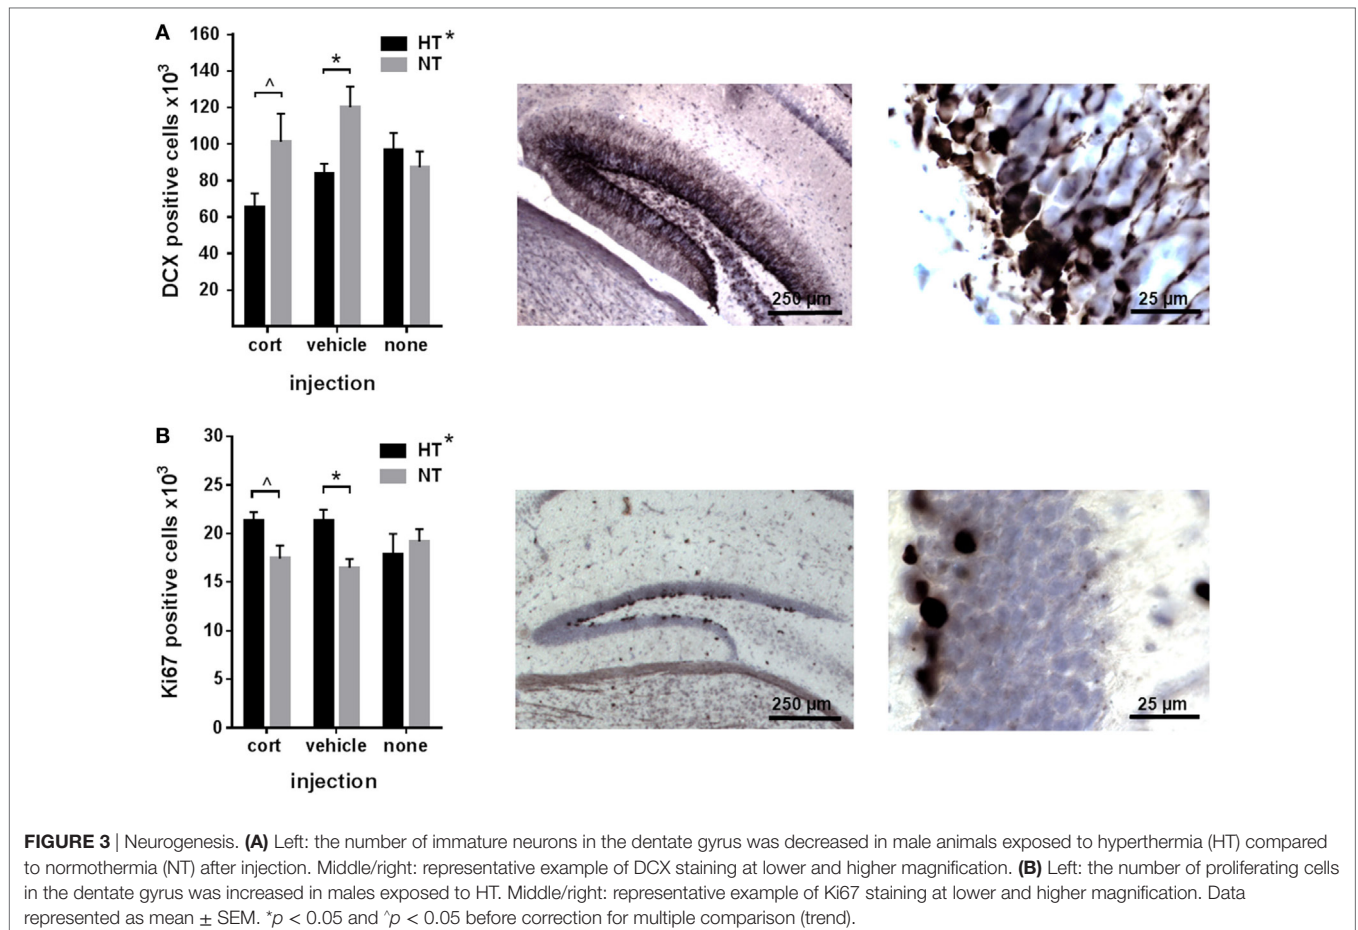 A
160
140
120
100
80
60
40
20
DCX positive cells x10³
HT*
NT
^
*
cort vehicle none
injection
250 µm
25 µm
B
30
25
20
15
10
5
0
Ki67 positive cells x10³
HT*
NT
^
*
cort vehicle none
injection
250 µm
25 µm
FIGURE 3 | Neurogenesis. (A) Left: the number of immature neurons in the dentate gyrus was decreased in male animals exposed to hyperthermia (HT) compared
to normothermia (NT) after injection. Middle/right: representative example of DCX staining at lower and higher magnification. (B) Left: the number of proliferating cells
in the dentate gyrus was increased in males exposed to HT. Middle/right: representative example of Ki67 staining at lower and higher magnification. Data
represented as mean ± SEM. *p < 0.05 and ^p < 0.05 before correction for multiple comparison (trend).